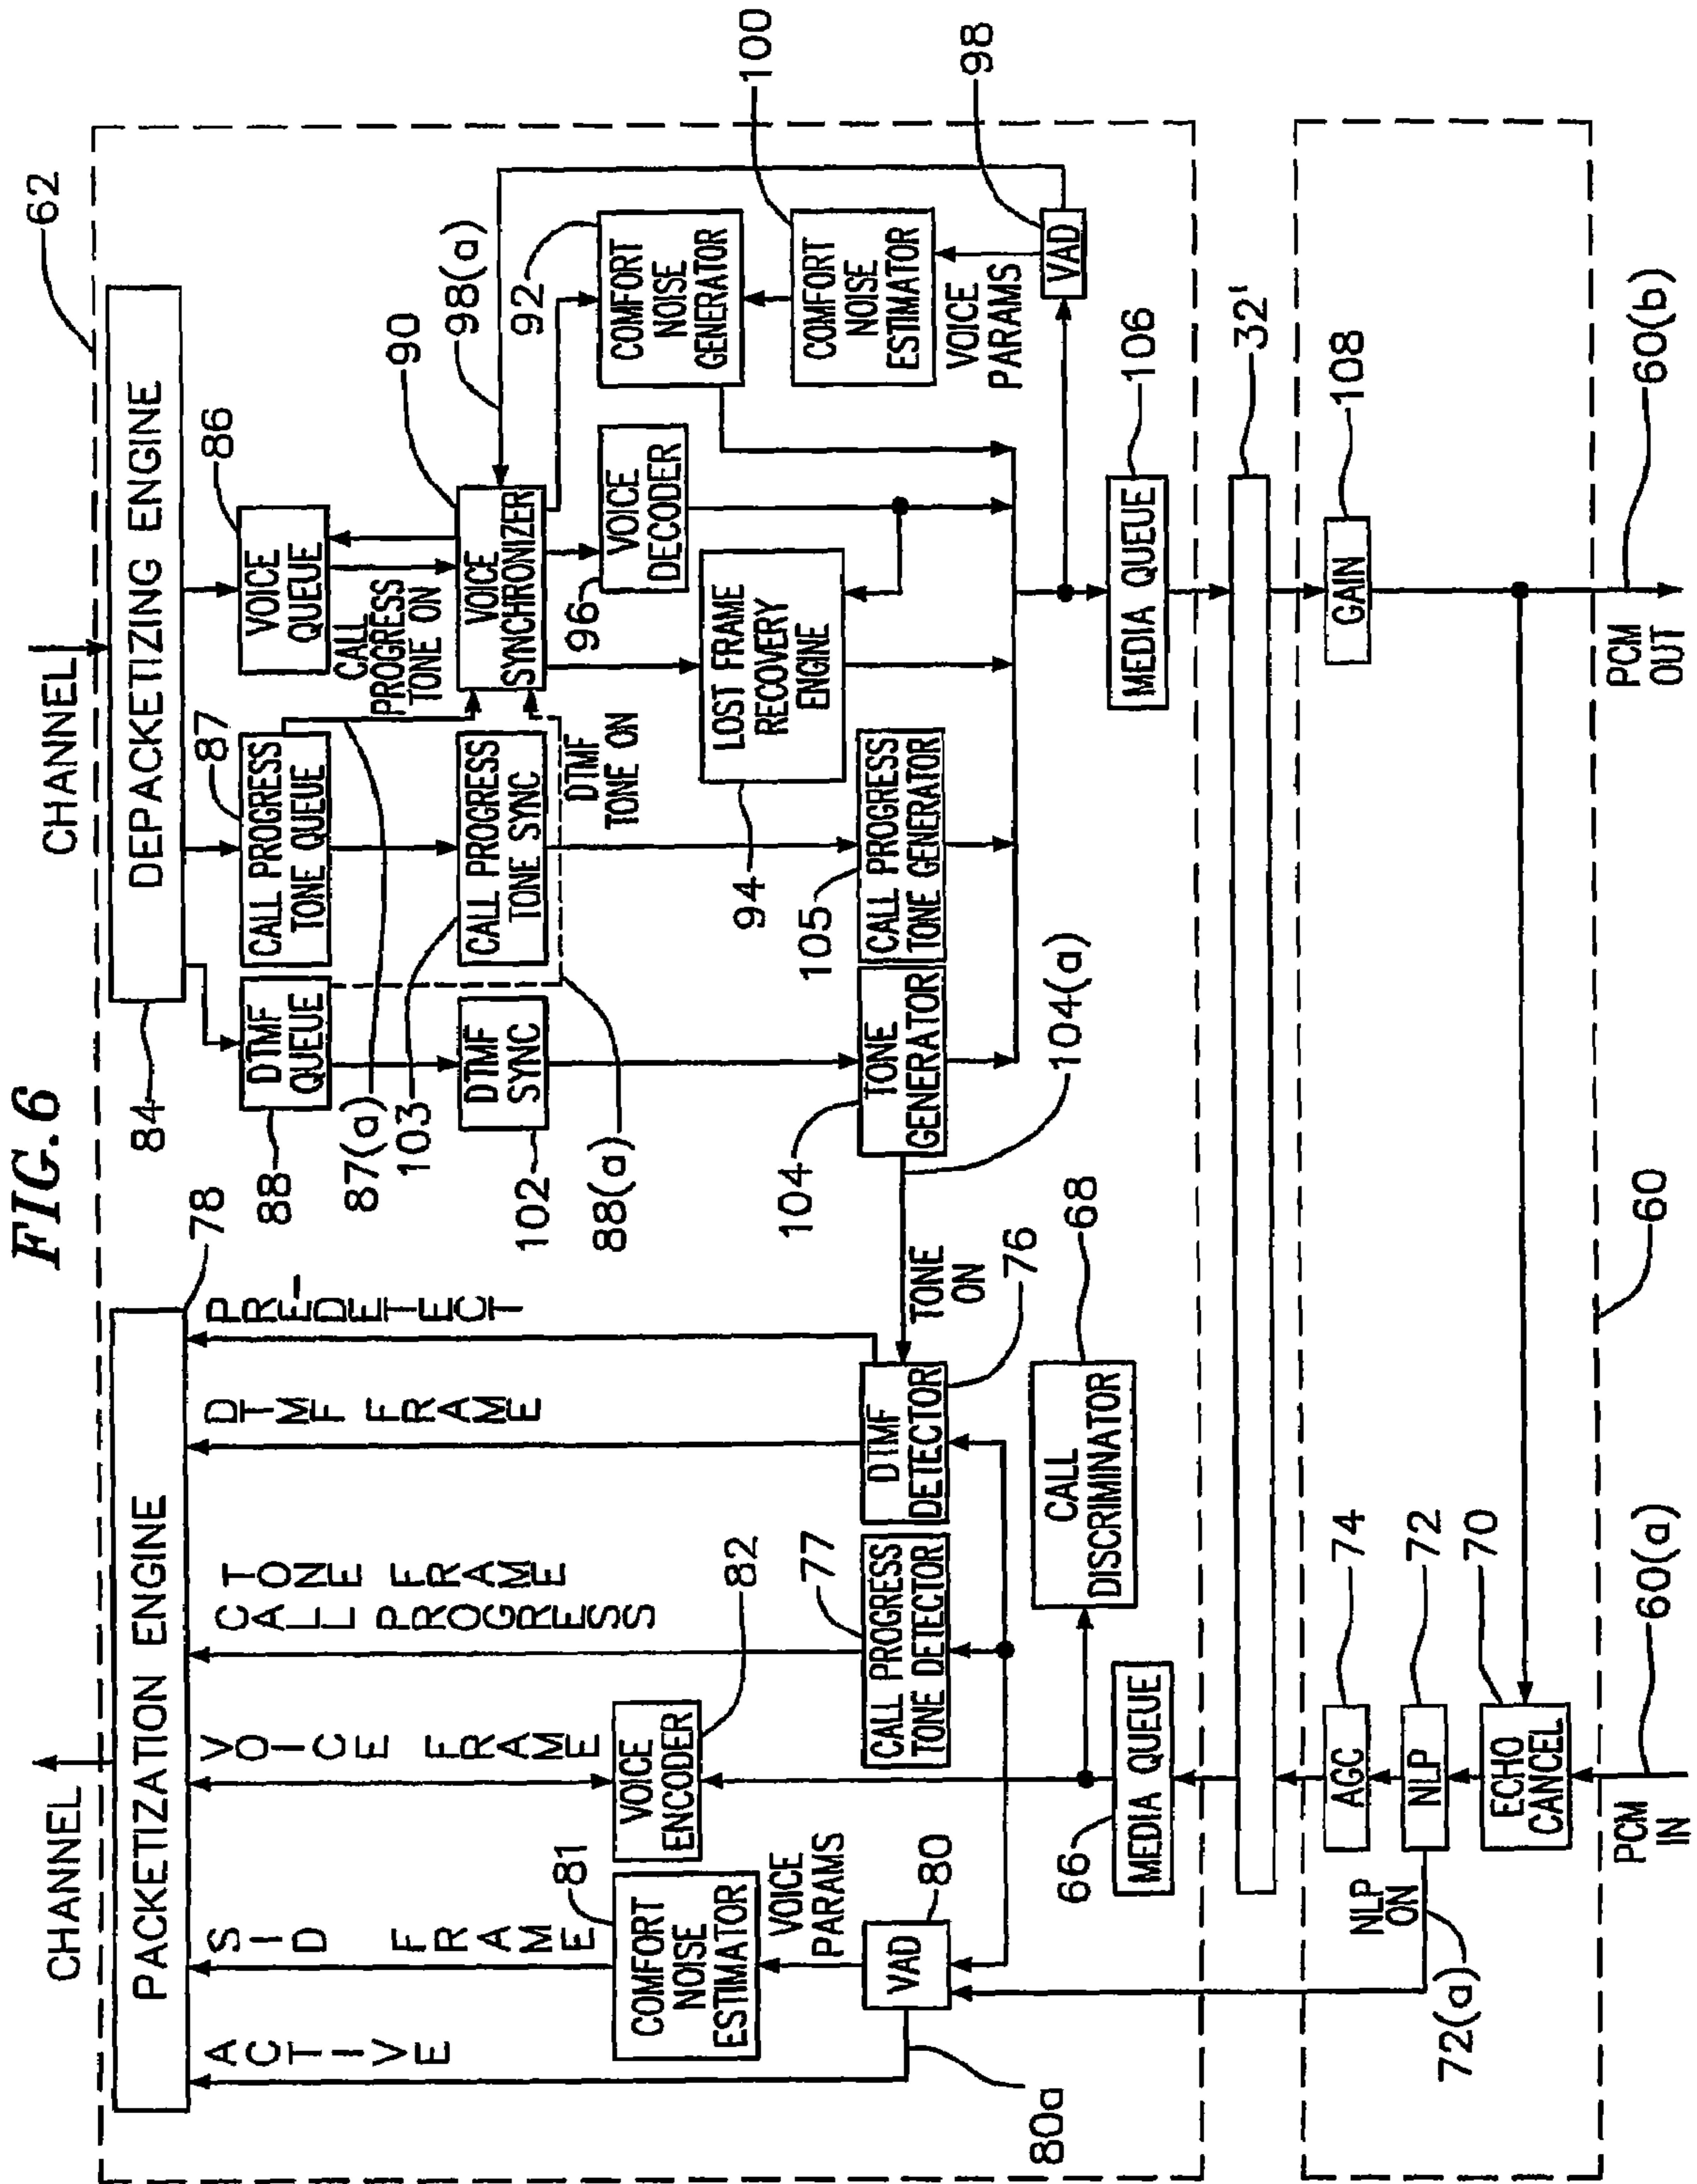 FIG. 6
CHANNEL
62
DEPACKETIZING ENGINE
84
86
VOICE
QUEUE
87
CALL PROGRESS
TONE QUEUE
DTMF
QUEUE
88
87(a)
CALL
PROGRESS
TONE ON
90
98(a)
VOICE
SYNCHRONIZER
103
CALL PROGRESS
TONE SYNC
DTMF
SYNC
102
88(a)
DTMF
TONE ON
92
COMFORT
NOISE
GENERATOR
100
COMFORT
NOISE
ESTIMATOR
VOICE
PARAMS
98
VAD
96
VOICE
DECODER
LOST FRAME
RECOVERY
ENGINE
94
105
CALL PROGRESS
TONE GENERATOR
104
TONE
GENERATOR
104(a)
TONE
ON
106
MEDIA QUEUE
32'
108
GAIN
60(b)
PCM
OUT
CHANNEL
78
PACKETIZATION ENGINE
PRE-
DETECT
DTMF FRAME
TONE FRAME
CALL PROGRESS
VOICE FRAME
SID FRAME
ACTIVE
76
DTMF
DETECTOR
77
CALL PROGRESS
TONE DETECTOR
82
VOICE
ENCODER
81
COMFORT
NOISE
ESTIMATOR
VOICE
PARAMS
80
VAD
80a
68
CALL
DISCRIMINATOR
66
MEDIA QUEUE
74
AGC
72
NLP
NLP
ON
72(a)
70
ECHO
CANCEL
60(a)
PCM
IN
60